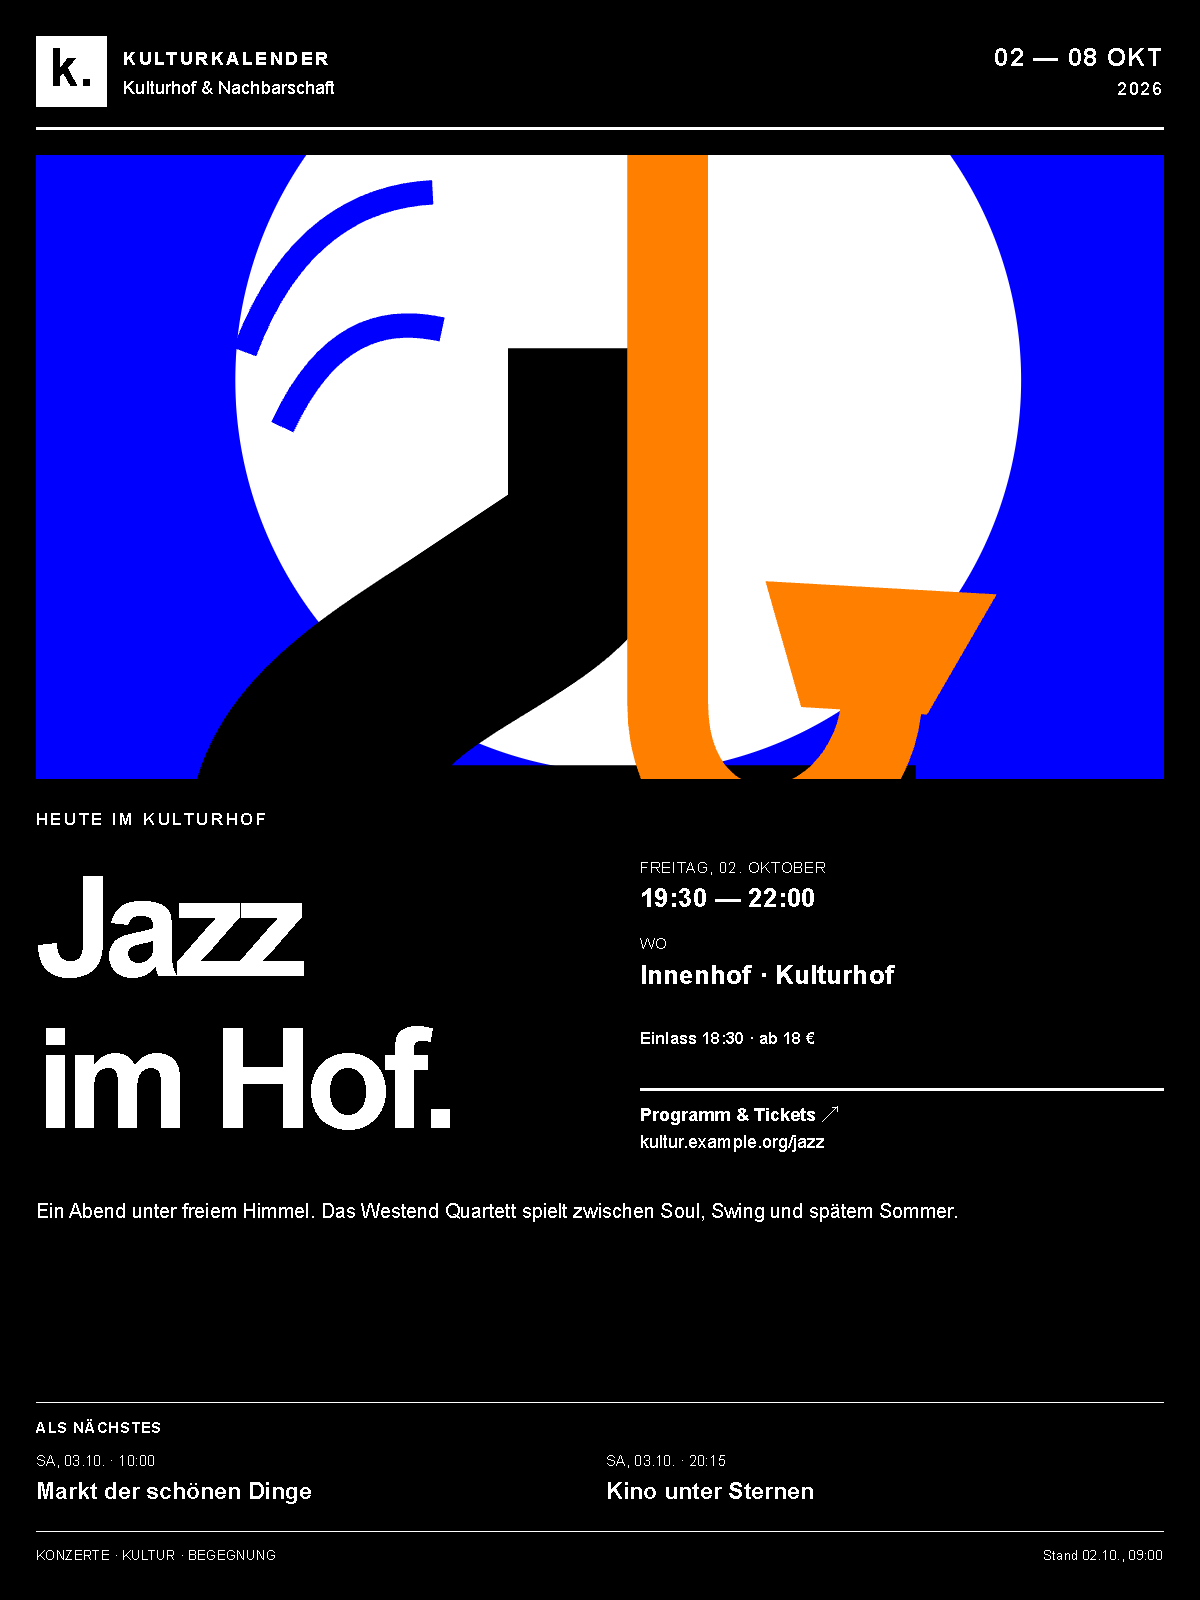 k.
KULTURKALENDER
Kulturhof & Nachbarschaft
02 — 08 OKT
2026
HEUTE IM KULTURHOF
Jazz
im Hof.
FREITAG, 02. OKTOBER
19:30 — 22:00
WO
Innenhof · Kulturhof
Einlass 18:30 · ab 18 €
Programm & Tickets ↗
kultur.example.org/jazz
Ein Abend unter freiem Himmel. Das Westend Quartett spielt zwischen Soul, Swing und spätem Sommer.
ALS NÄCHSTES
SA, 03.10. · 10:00
Markt der schönen Dinge
SA, 03.10. · 20:15
Kino unter Sternen
KONZERTE · KULTUR · BEGEGNUNG
Stand 02.10., 09:00